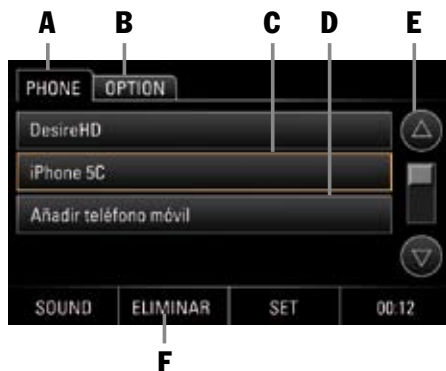 A B C D E
PHONE OPTION
DesireHD
iPhone 5C
Añadir teléfono móvil
SOUND ELIMINAR SET 00:12
F